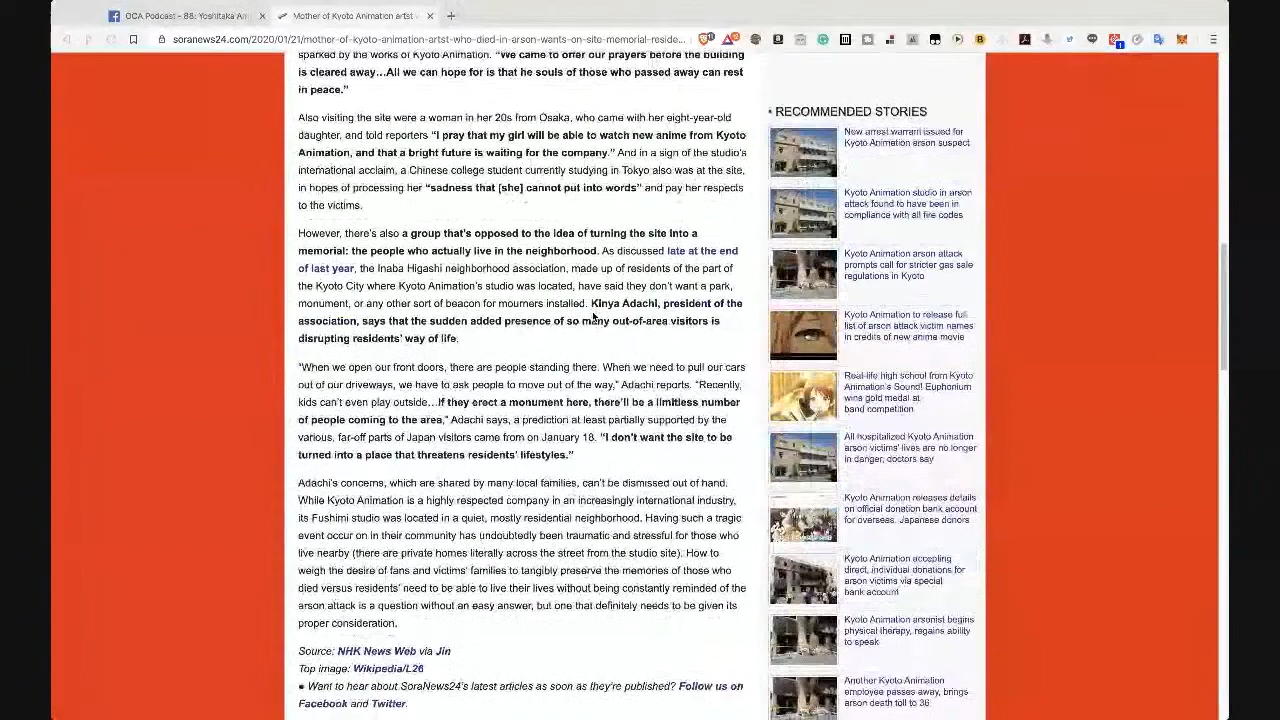 OCA Podcast - 88: Yoshitaka Am
Mother of Kyoto Animation artst
soranews24.com/2020/01/21/mother-of-kyoto-animation-artst-who-died-in-arson-wants-on-site-memorial-reside...
sparked by the works of Kyoto Animation. “We came to offer our prayers before the building
is cleared away…All we can hope for is that he souls of those who passed away can rest
in peace.”
Also visiting the site were a woman in her 20s from Osaka, who came with her eight-year-old
daughter, and told reporters “I pray that my girl will be able to watch new anime from Kyoto
Animation, and that a bright future is waiting for the company.” And in a sign of the studio’s
international acclaim, a Chinese college student currently studying in Tokyo also was at the site,
in hopes of processing her “sadness that [she] cannot put into words” and pay her respects
to the victims.
However, there’s also a group that’s opposed to the idea of turning the site into a
memorial: the people who actually live in the neighborhood. As discussed late at the end
of last year, the Inaba Higashi neighborhood association, made up of residents of the part of
the Kyoto City where Kyoto Animation’s studio was located, have said they don’t want a park,
monument, or any other sort of beacon for mourners installed. Kinya Adachi, president of the
association, says that the sudden added presence of so many out-of-area visitors is
disrupting residents’ way of life.
“When we open our front doors, there are people standing there. When we need to pull our cars
out of our driveways, we have to ask people to move out of the way,” Adachi reports. “Recently,
kids can’t even play outside…If they erect a monument here, there’ll be a limitless number
of people coming to the area,” Adachi says, a claim at least partially supported by the
various regions of Japan visitors came from on January 18. “I don’t want the site to be
turned into a place that threatens residents’ lifestyles.”
Adachi’s concerns, which are shared by many other locals, can’t be dismissed out of hand.
While Kyoto Animation is a highly respected producer in an increasingly international industry,
its Fushimi studio was located in a quiet, mostly residential neighborhood. Having such a tragic
event occur on in their community has undoubtedly been traumatic and stressful for those who
live nearby (there are private homes literally one street behind from the studio site). How to
weigh the desire of fans and victims’ families to tangibly preserve the memories of those who
died versus residents’ need to be able to live their lives without being constantly reminded of the
arson attack is a question without an easy answer, but one that definitely needs to be given its
proper consideration.
Source: NHK News Web via Jin
Top image: Wikipedia/L26
● Want to hear about SoraNews24’s latest articles as soon as they’re published? Follow us on
Facebook and Twitter.
RECOMMENDED STORIES
New arrest warrant issued for
Kyoto Animation arson suspect
Kyoto Animation studio in arson
attack found to have been in
compliance with all fire codes
Kyoto Animation arson attack
prompts call for stricter gas sale
regulations in Kyoto
Kyoto Animation to release full
list of arson attack victim names
in credits of new anime movie
Real-life high school from Kyoto
Animation’s Sound! Euphonium
wins gold medal at
band competition
All hospitalized Kyoto Animation
arson victims’ lives are no longer
in danger, doctors say
Kyoto Animation releases details
on official donation bank account
for overseas, Japanese donors
Kyoto Animation accepting
direct, individual donations for
arson victims via special
bank account
Kyoto Animation arsonist begins
physical therapy, regains ability
to speak
Another Kyoto Animation
employee passes away, brings
arson death toll to 36